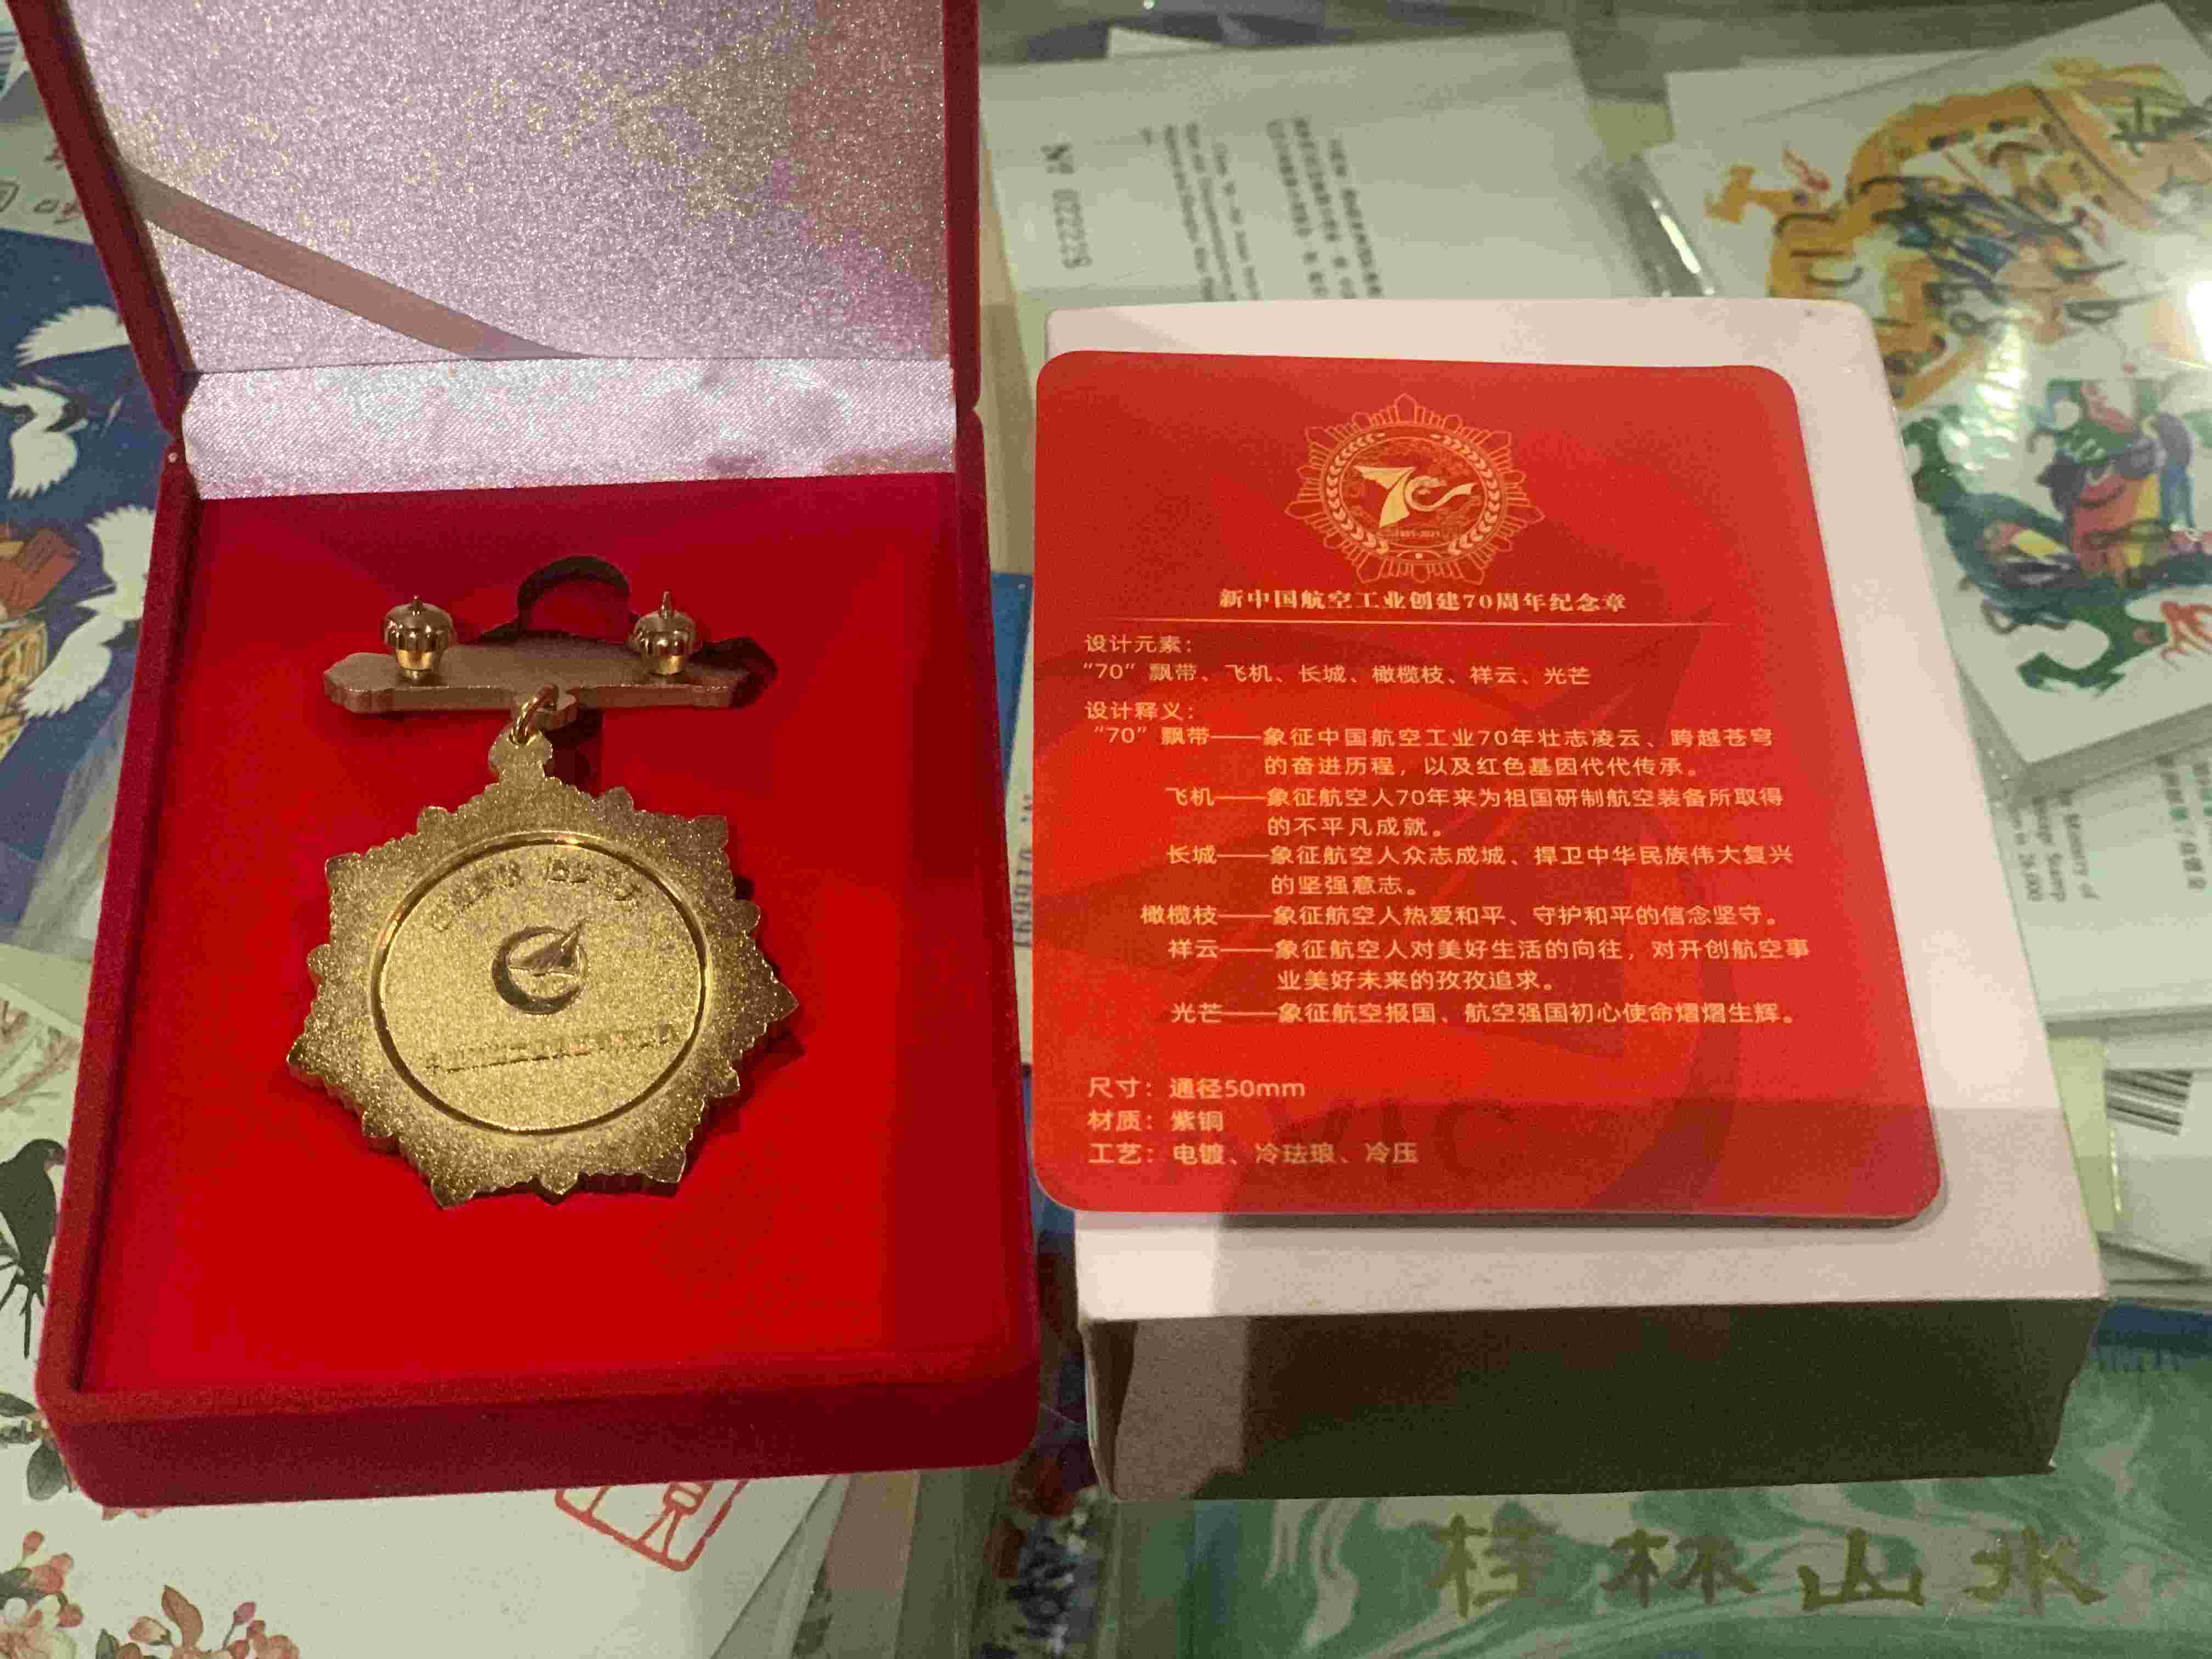 新中国航空工业创建70周年纪念章
设计元素：
“70”飘带、飞机、长城、橄榄枝、祥云、光芒
设计释义：
“70”飘带——象征中国航空工业70年壮志凌云、跨越苍穹
的奋进历程，以及红色基因代代传承。
飞机——象征航空人70年来为祖国研制航空装备所取得
的不平凡成就。
长城——象征航空人众志成城、捍卫中华民族伟大复兴
的坚强意志。
橄榄枝——象征航空人热爱和平、守护和平的信念坚守。
祥云——象征航空人对美好生活的向往，对开创航空事
业美好未来的孜孜追求。
光芒——象征航空报国、航空强国初心使命熠熠生辉。
尺寸：通径50mm
材质：紫铜
工艺：电镀、冷珐琅、冷压
桂林山水